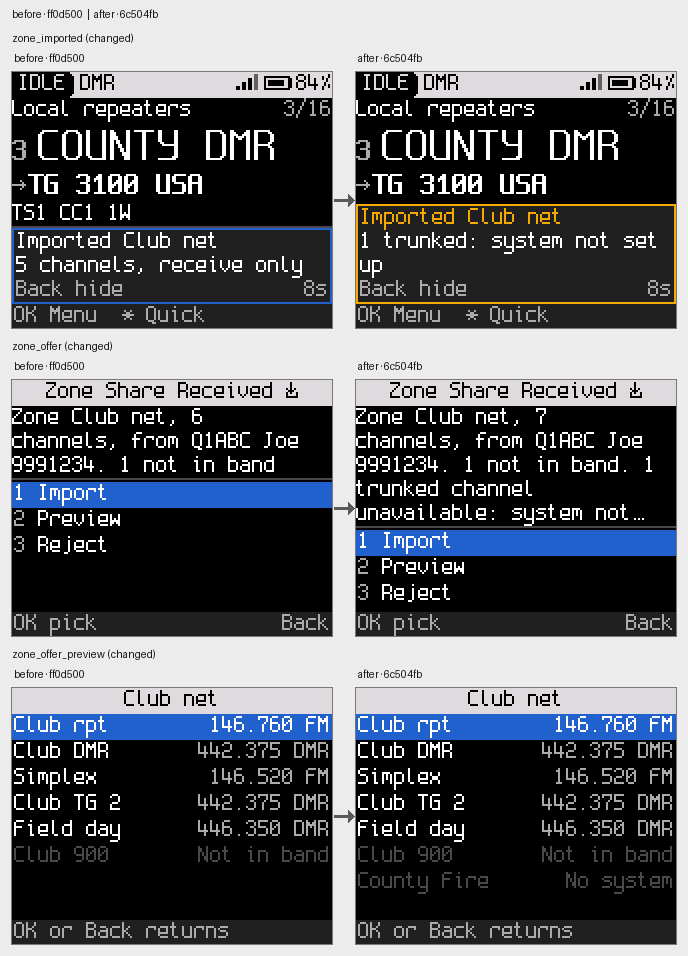 before · ff0d500 | after · 6c504fb
zone_imported (changed)
before · ff0d500
IDLE DMR 84%
Local repeaters 3/16
3 COUNTY DMR
→TG 3100 USA
TS1 CC1 1W
Imported Club net
5 channels, receive only
Back hide 8s
OK Menu * Quick
after · 6c504fb
IDLE DMR 84%
Local repeaters 3/16
3 COUNTY DMR
→TG 3100 USA
Imported Club net
1 trunked: system not set
up
Back hide 8s
OK Menu * Quick
zone_offer (changed)
before · ff0d500
Zone Share Received
Zone Club net, 6
channels, from Q1ABC Joe
9991234. 1 not in band
1 Import
2 Preview
3 Reject
OK pick Back
after · 6c504fb
Zone Share Received
Zone Club net, 7
channels, from Q1ABC Joe
9991234. 1 not in band. 1
trunked channel
unavailable: system not…
1 Import
2 Preview
3 Reject
OK pick Back
zone_offer_preview (changed)
before · ff0d500
Club net
Club rpt 146.760 FM
Club DMR 442.375 DMR
Simplex 146.520 FM
Club TG 2 442.375 DMR
Field day 446.350 DMR
Club 900 Not in band
OK or Back returns
after · 6c504fb
Club net
Club rpt 146.760 FM
Club DMR 442.375 DMR
Simplex 146.520 FM
Club TG 2 442.375 DMR
Field day 446.350 DMR
Club 900 Not in band
County Fire No system
OK or Back returns